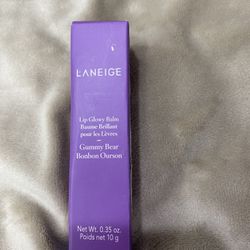 LANEIGE
Lip Glowy Balm
Baume Brillant
pour les Lèvres
Gummy Bear
Bonbon Ourson
Net Wt. 0.35 oz.
Poids net 10 g